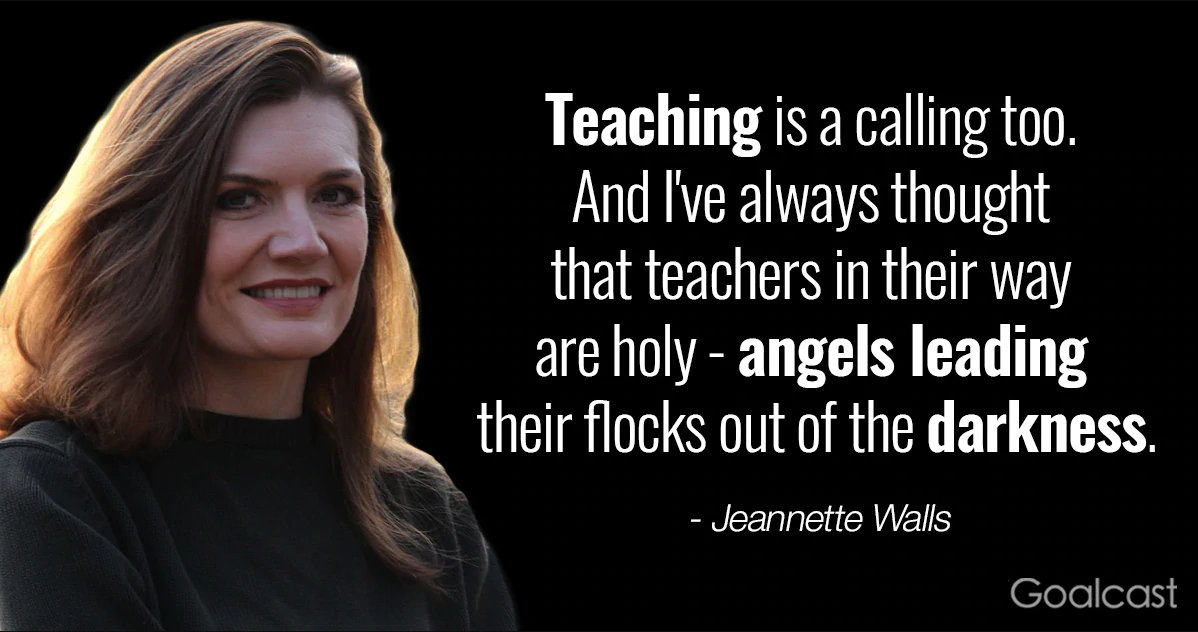 Teaching is a calling too.
And I've always thought
that teachers in their way
are holy - angels leading
their flocks out of the darkness.
- Jeannette Walls
Goalcast